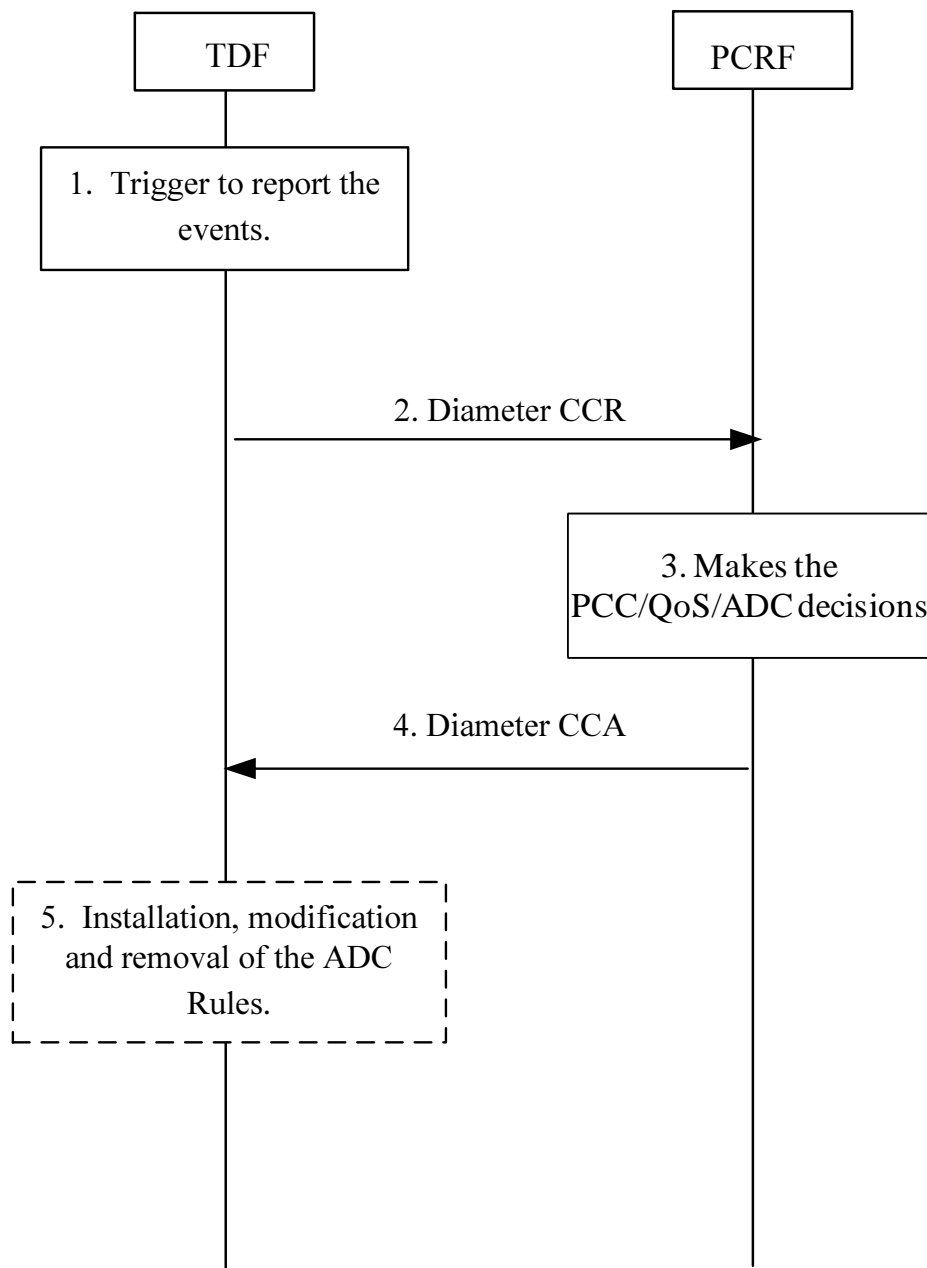 TDF
PCRF
1. Trigger to report the
events.
2. Diameter CCR
3. Makes the
PCC/QoS/ADC decisions
4. Diameter CCA
5. Installation, modification
and removal of the ADC
Rules.